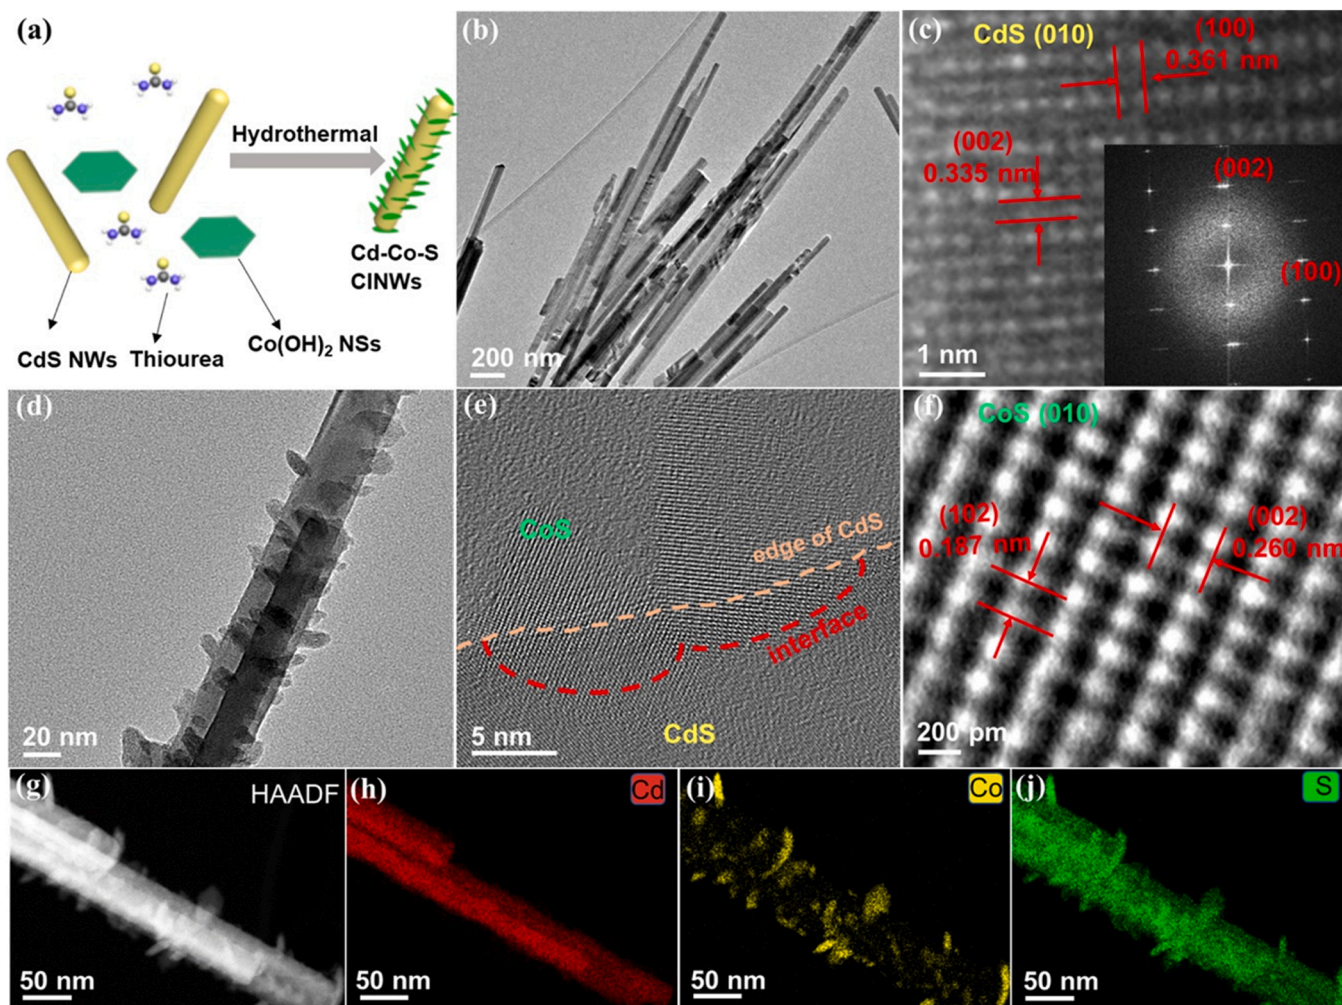 (a)
Hydrothermal
Cd-Co-S
ClNWs
CdS NWs
Thiourea
Co(OH)₂ NSs
(b)
200 nm
(c)
CdS (010)
(100)
0.361 nm
(002)
0.335 nm
(002)
(100)
1 nm
(d)
20 nm
(e)
CoS
edge of CdS
interface
CdS
5 nm
(f)
CoS (010)
(102)
0.187 nm
(002)
0.260 nm
200 pm
(g)
HAADF
50 nm
(h)
Cd
50 nm
(i)
Co
50 nm
(j)
S
50 nm